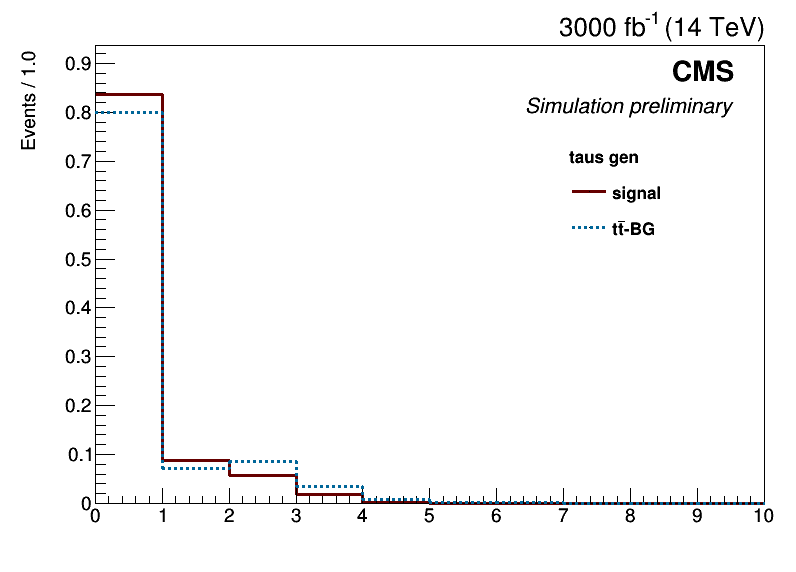 3000 fb⁻¹ (14 TeV)
CMS
Simulation preliminary
taus gen
signal
tt̄-BG
Events / 1.0
0.9
0.8
0.7
0.6
0.5
0.4
0.3
0.2
0.1
0
0 1 2 3 4 5 6 7 8 9 10